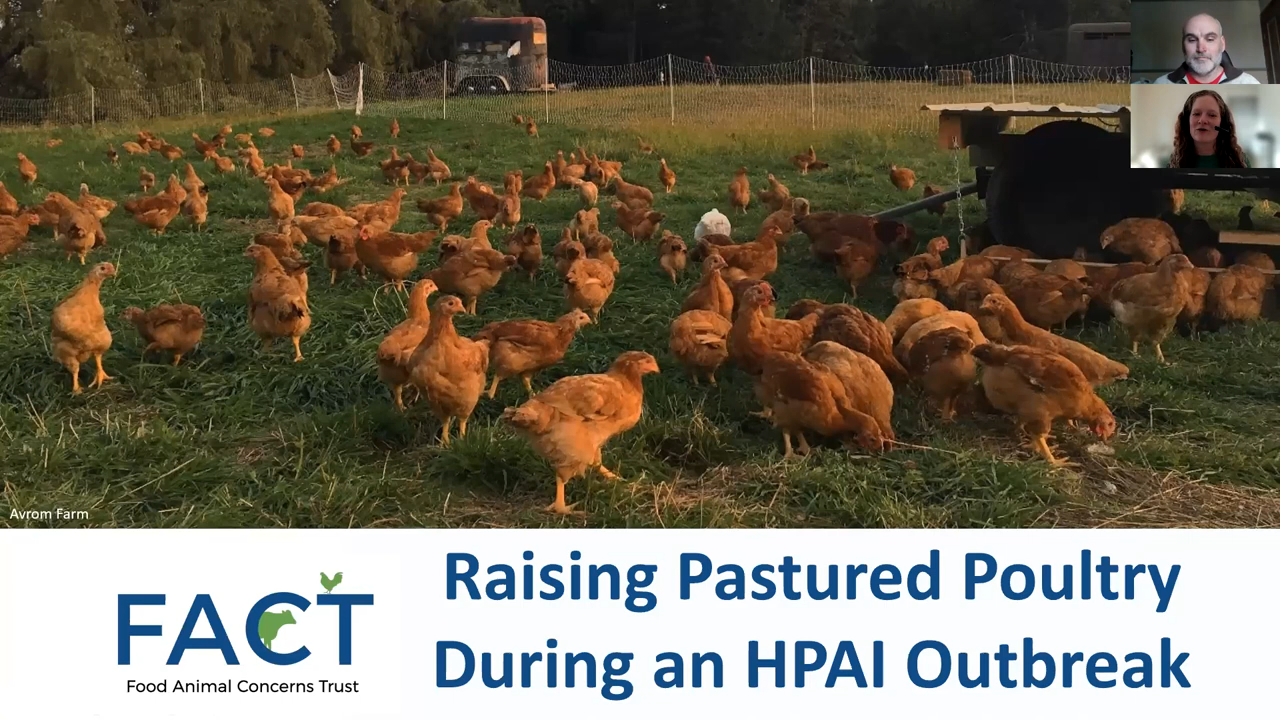 Avrom Farm
FACT
Food Animal Concerns Trust
Raising Pastured Poultry
During an HPAI Outbreak